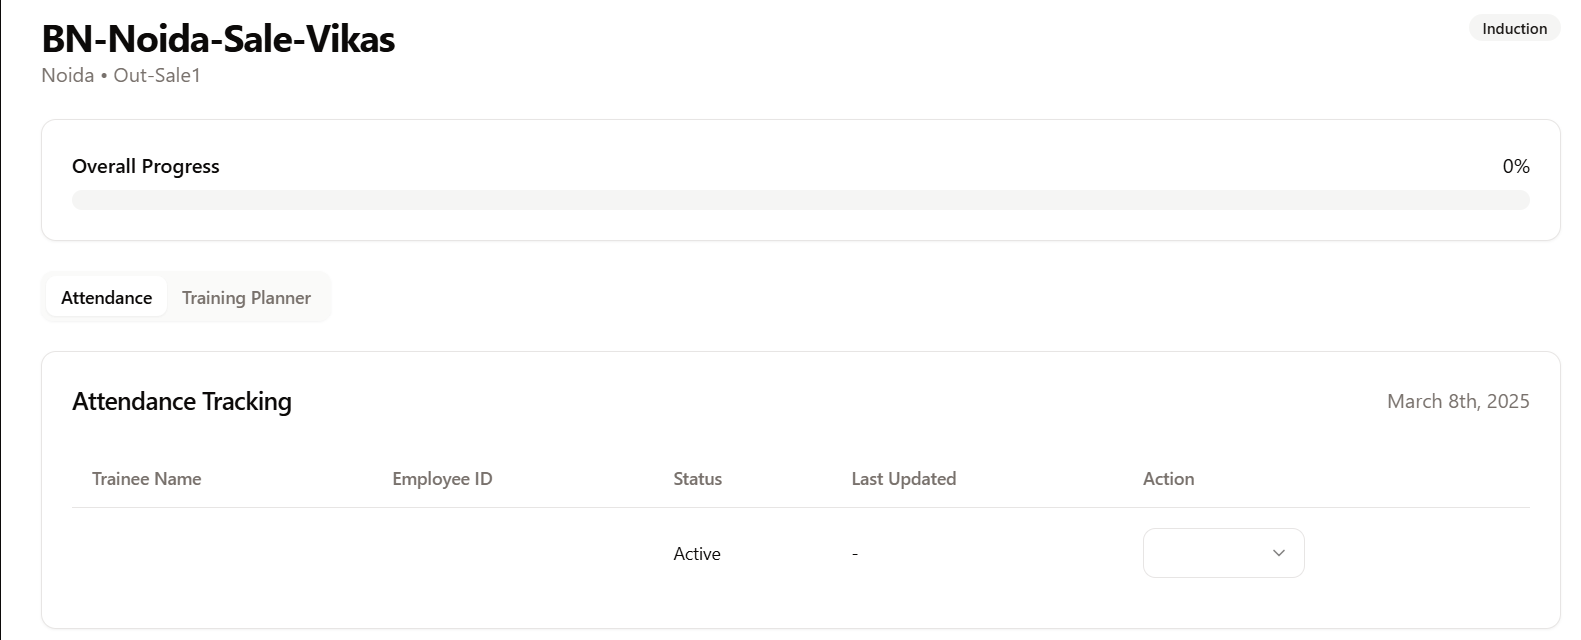 BN-Noida-Sale-Vikas
Induction
Noida • Out-Sale1
Overall Progress
0%
Attendance
Training Planner
Attendance Tracking
March 8th, 2025
Trainee Name
Employee ID
Status
Last Updated
Action
Active
-